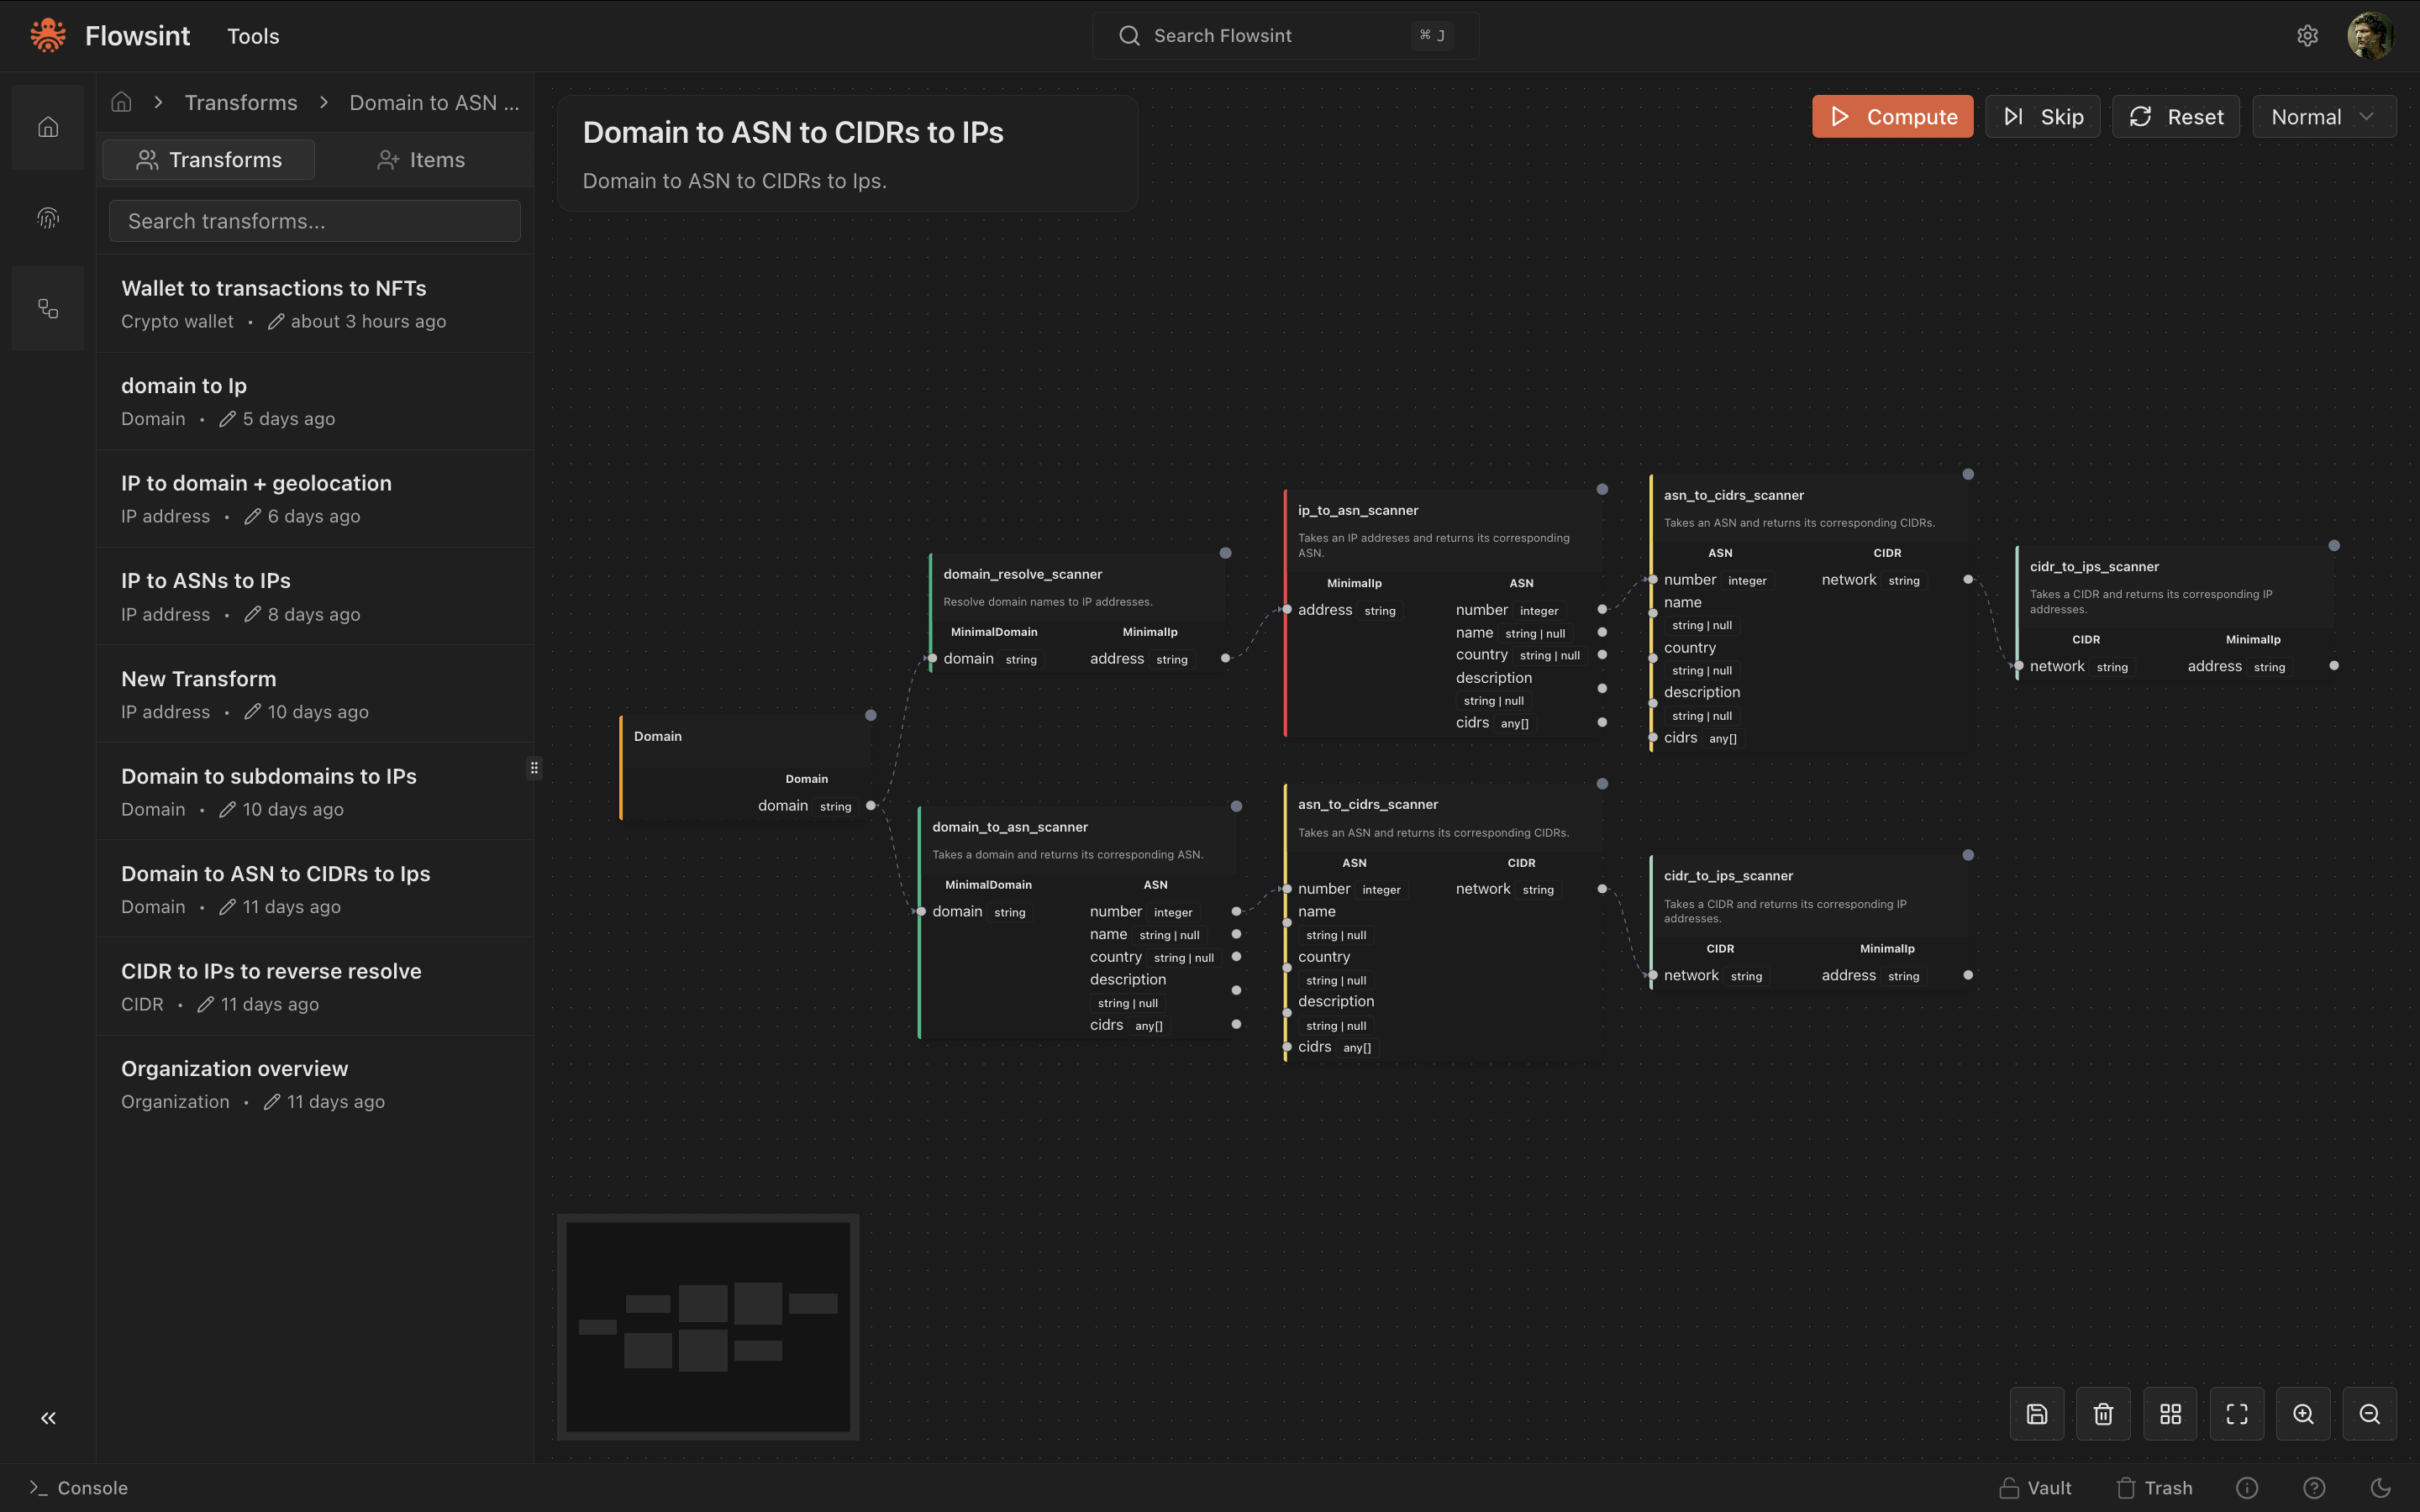 Flowsint
Tools
Search Flowsint
⌘ J
Transforms
Domain to ASN ...
Transforms
Items
Search transforms...
Wallet to transactions to NFTs
Crypto wallet • about 3 hours ago
domain to Ip
Domain • 5 days ago
IP to domain + geolocation
IP address • 6 days ago
IP to ASNs to IPs
IP address • 8 days ago
New Transform
IP address • 10 days ago
Domain to subdomains to IPs
Domain • 10 days ago
Domain to ASN to CIDRs to Ips
Domain • 11 days ago
CIDR to IPs to reverse resolve
CIDR • 11 days ago
Organization overview
Organization • 11 days ago
Domain to ASN to CIDRs to IPs
Domain to ASN to CIDRs to Ips.
Compute
Skip
Reset
Normal
Domain
Domain
domain string
domain_resolve_scanner
Resolve domain names to IP addresses.
MinimalDomain MinimalIp
domain string address string
domain_to_asn_scanner
Takes a domain and returns its corresponding ASN.
MinimalDomain ASN
domain string number integer
name string | null
country string | null
description
string | null
cidrs any[]
ip_to_asn_scanner
Takes an IP addreses and returns its corresponding
ASN.
MinimalIp ASN
address string number integer
name string | null
country string | null
description
string | null
cidrs any[]
asn_to_cidrs_scanner
Takes an ASN and returns its corresponding CIDRs.
ASN CIDR
number integer network string
name
string | null
country
string | null
description
string | null
cidrs any[]
asn_to_cidrs_scanner
Takes an ASN and returns its corresponding CIDRs.
ASN CIDR
number integer network string
name
string | null
country
string | null
description
string | null
cidrs any[]
cidr_to_ips_scanner
Takes a CIDR and returns its corresponding IP
addresses.
CIDR MinimalIp
network string address string
cidr_to_ips_scanner
Takes a CIDR and returns its corresponding IP
addresses.
CIDR MinimalIp
network string address string
Console
Vault
Trash